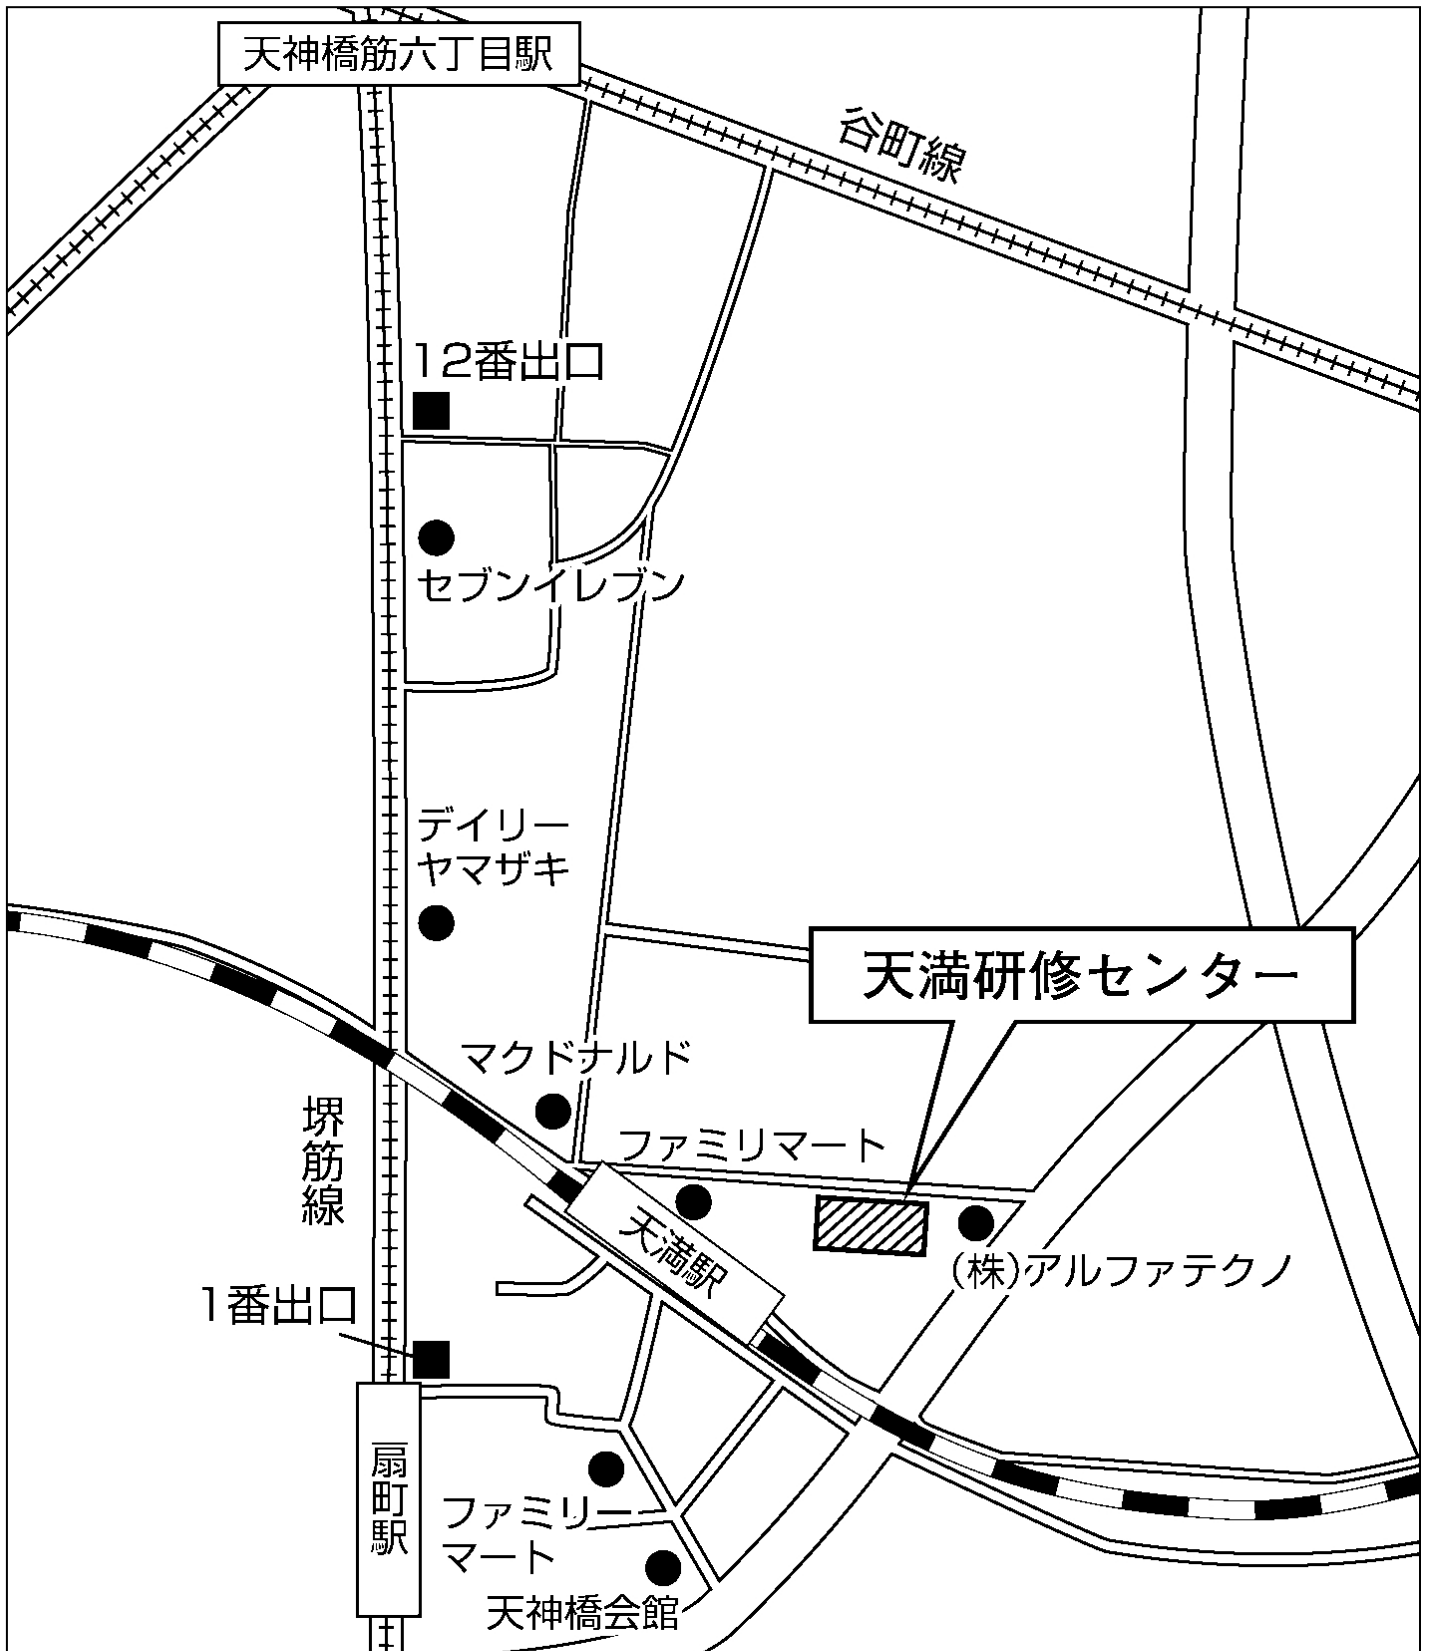 天神橋筋六丁目駅
谷町線
12番出口
セブンイレブン
デイリー
ヤマザキ
天満研修センター
マクドナルド
ファミリマート
堺筋線
天満駅
(株)アルファテクノ
1番出口
扇町駅
ファミリー
マート
天神橋会館